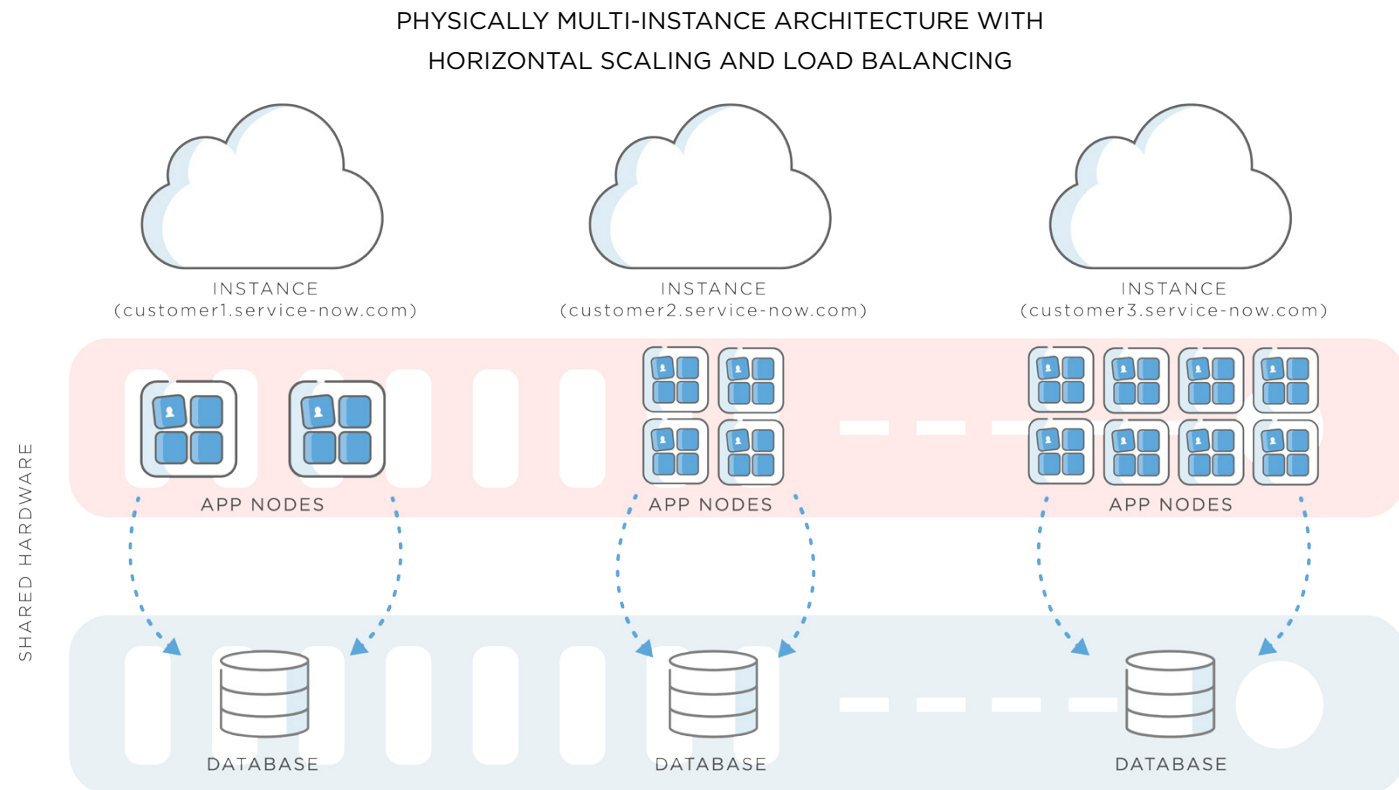 PHYSICALLY MULTI-INSTANCE ARCHITECTURE WITH
HORIZONTAL SCALING AND LOAD BALANCING
INSTANCE
(customer1.service-now.com)
INSTANCE
(customer2.service-now.com)
INSTANCE
(customer3.service-now.com)
SHARED HARDWARE
APP NODES
APP NODES
APP NODES
DATABASE
DATABASE
DATABASE